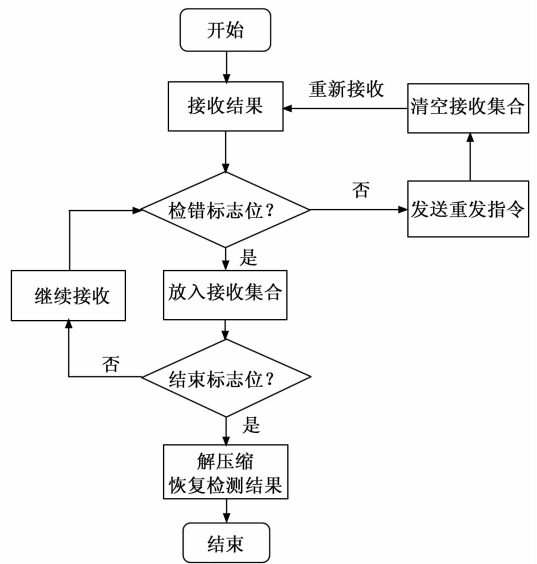 开始
接收结果
重新接收
清空接收集合
检错标志位？
否
发送重发指令
是
继续接收
放入接收集合
否
结束标志位？
是
解压缩
恢复检测结果
结束